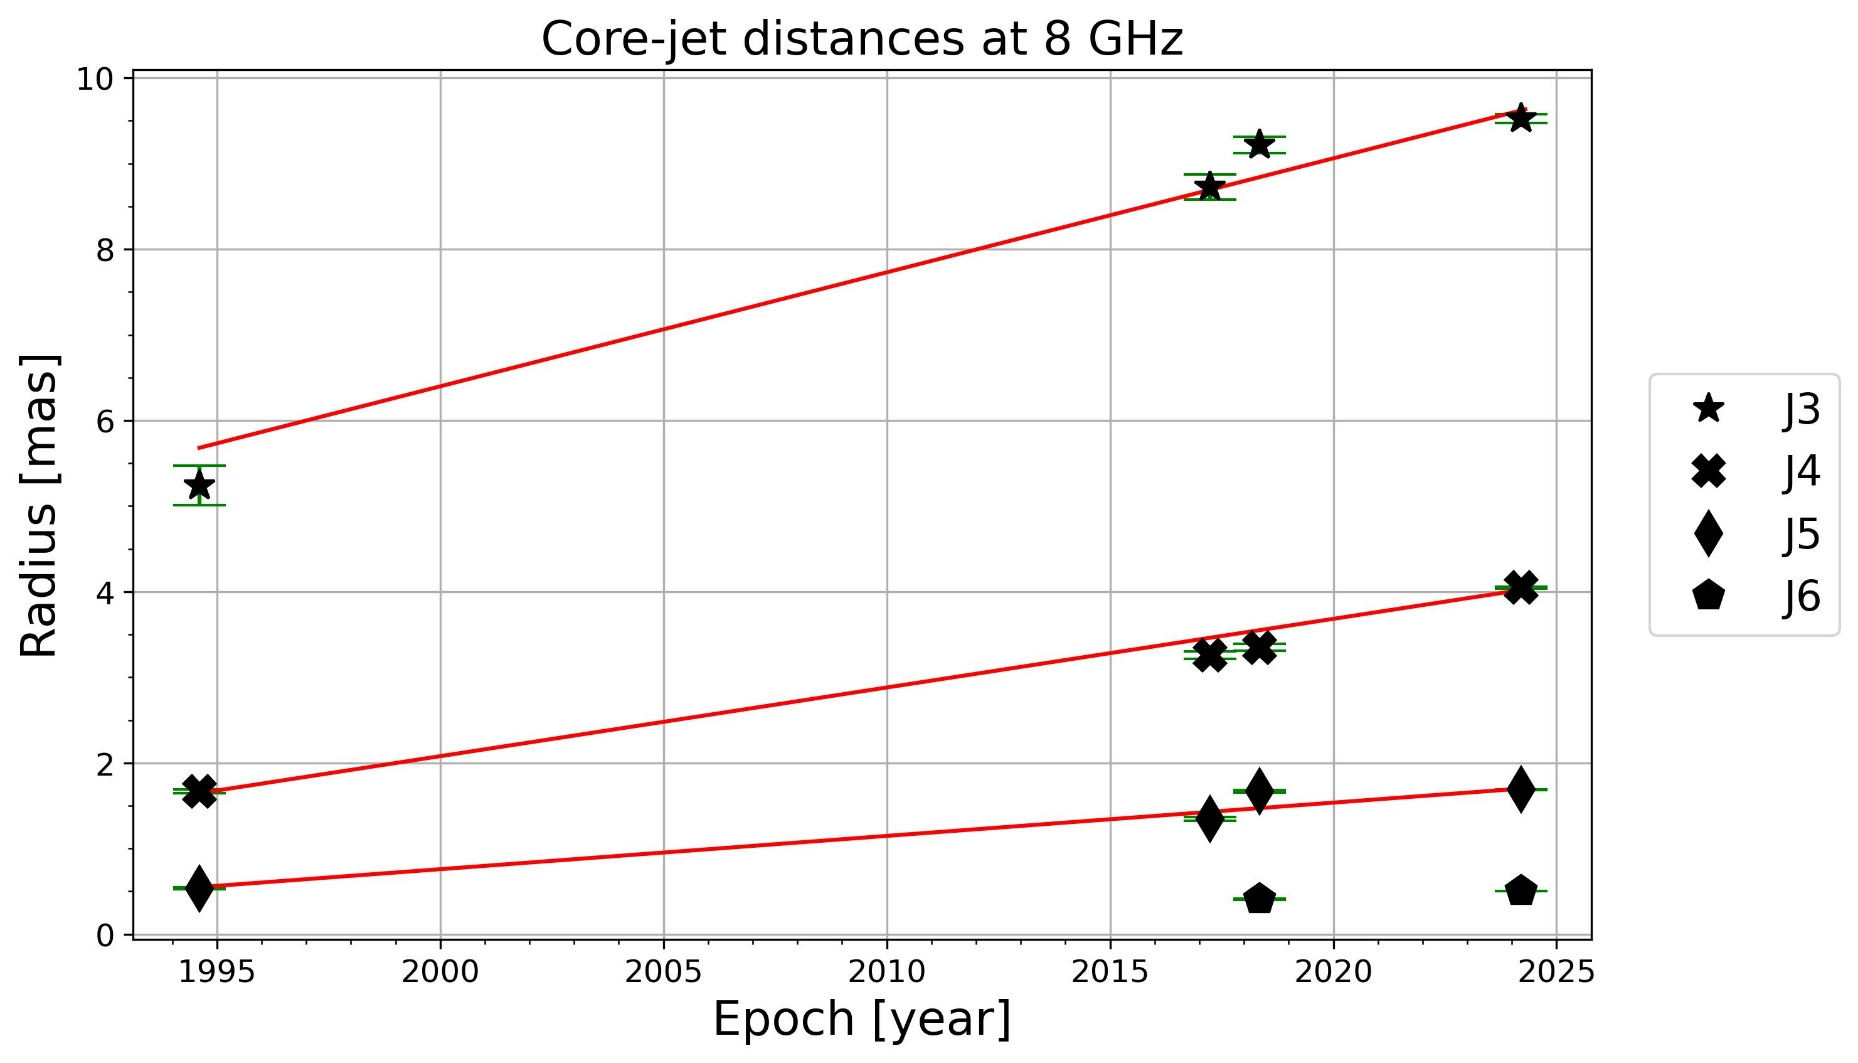 Core-jet distances at 8 GHz
10
8
6
4
2
0
Radius [mas]
1995 2000 2005 2010 2015 2020 2025
Epoch [year]
J3
J4
J5
J6